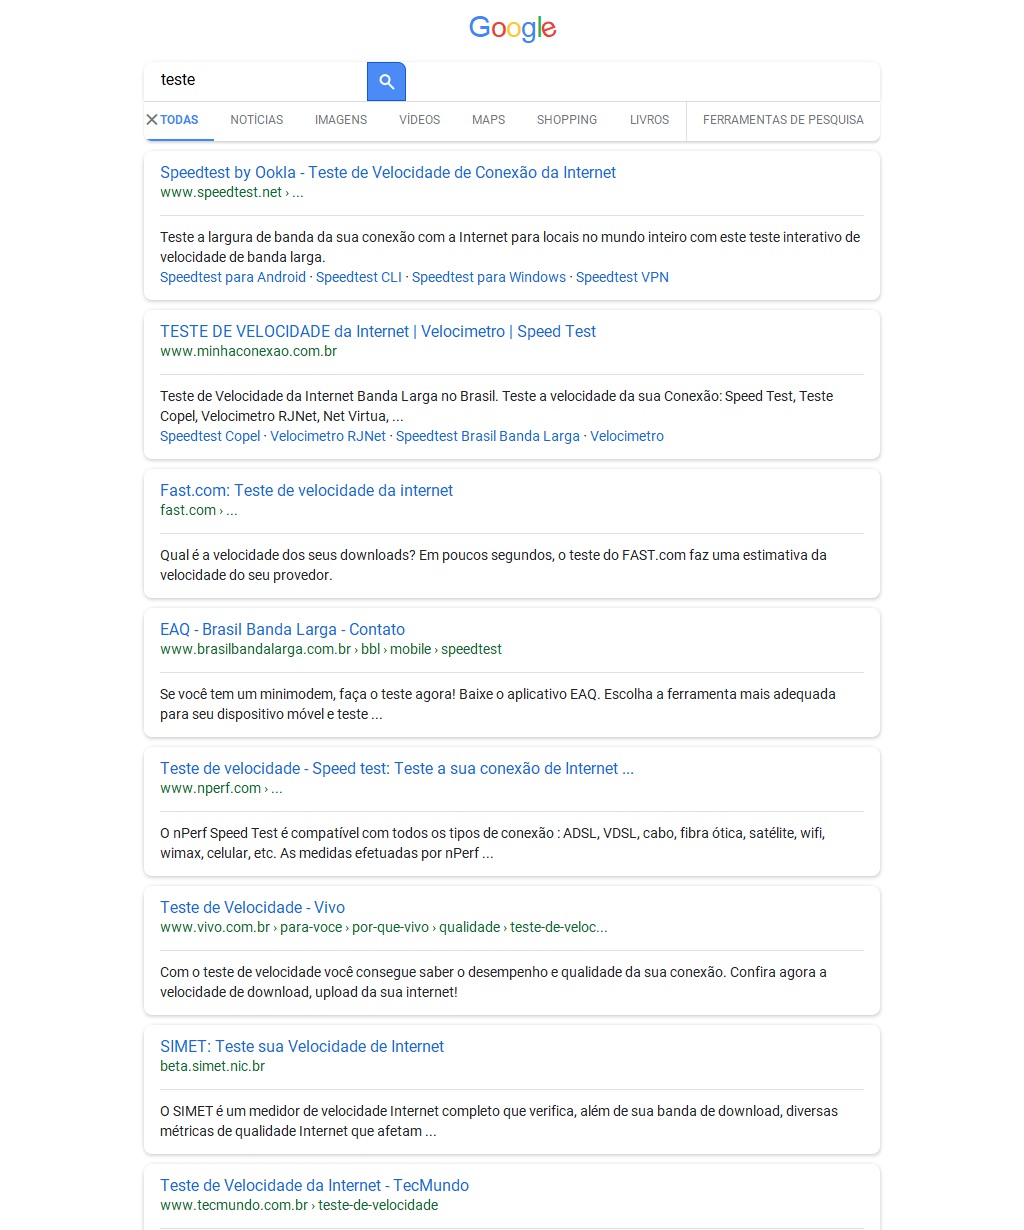 Google
teste
TODAS NOTÍCIAS IMAGENS VÍDEOS MAPS SHOPPING LIVROS FERRAMENTAS DE PESQUISA
Speedtest by Ookla - Teste de Velocidade de Conexão da Internet
www.speedtest.net › ...
Teste a largura de banda da sua conexão com a Internet para locais no mundo inteiro com este teste interativo de
velocidade de banda larga.
Speedtest para Android · Speedtest CLI · Speedtest para Windows · Speedtest VPN
TESTE DE VELOCIDADE da Internet | Velocimetro | Speed Test
www.minhaconexao.com.br
Teste de Velocidade da Internet Banda Larga no Brasil. Teste a velocidade da sua Conexão: Speed Test, Teste
Copel, Velocimetro RJNet, Net Virtua, ...
Speedtest Copel · Velocimetro RJNet · Speedtest Brasil Banda Larga · Velocimetro
Fast.com: Teste de velocidade da internet
fast.com › ...
Qual é a velocidade dos seus downloads? Em poucos segundos, o teste do FAST.com faz uma estimativa da
velocidade do seu provedor.
EAQ - Brasil Banda Larga - Contato
www.brasilbandalarga.com.br › bbl › mobile › speedtest
Se você tem um minimodem, faça o teste agora! Baixe o aplicativo EAQ. Escolha a ferramenta mais adequada
para seu dispositivo móvel e teste ...
Teste de velocidade - Speed test: Teste a sua conexão de Internet ...
www.nperf.com › ...
O nPerf Speed Test é compatível com todos os tipos de conexão : ADSL, VDSL, cabo, fibra ótica, satélite, wifi,
wimax, celular, etc. As medidas efetuadas por nPerf ...
Teste de Velocidade - Vivo
www.vivo.com.br › para-voce › por-que-vivo › qualidade › teste-de-veloc...
Com o teste de velocidade você consegue saber o desempenho e qualidade da sua conexão. Confira agora a
velocidade de download, upload da sua internet!
SIMET: Teste sua Velocidade de Internet
beta.simet.nic.br
O SIMET é um medidor de velocidade Internet completo que verifica, além de sua banda de download, diversas
métricas de qualidade Internet que afetam ...
Teste de Velocidade da Internet - TecMundo
www.tecmundo.com.br › teste-de-velocidade